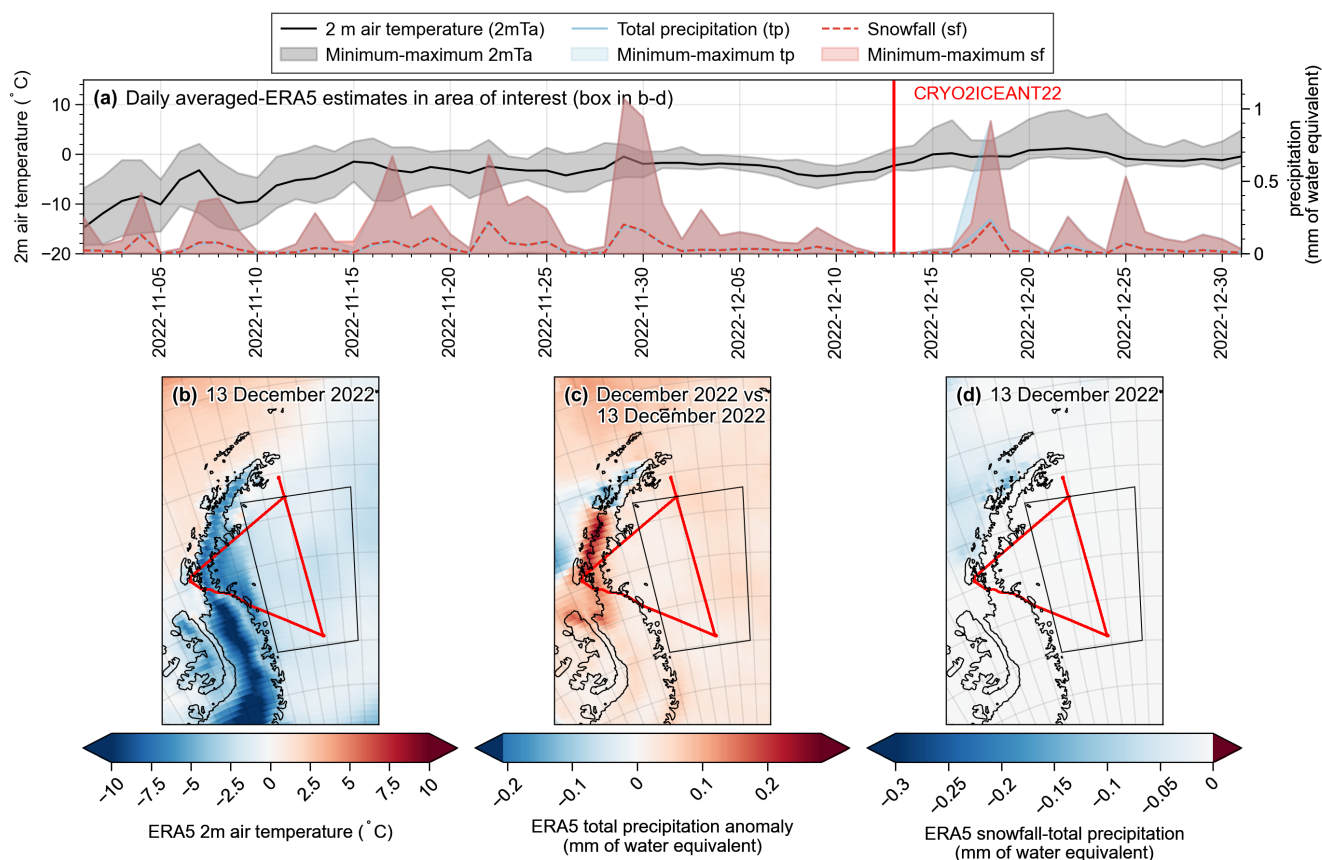 2 m air temperature (2mTa)
Total precipitation (tp)
Snowfall (sf)
Minimum-maximum 2mTa
Minimum-maximum tp
Minimum-maximum sf
(a) Daily averaged-ERA5 estimates in area of interest (box in b-d)
CRYO2ICEANT22
2m air temperature (°C)
10
0
−10
−20
precipitation
(mm of water equivalent)
1
0.5
0
2022-11-05
2022-11-10
2022-11-15
2022-11-20
2022-11-25
2022-11-30
2022-12-05
2022-12-10
2022-12-15
2022-12-20
2022-12-25
2022-12-30
(b) 13 December 2022
(c) December 2022 vs.
13 December 2022
(d) 13 December 2022
−10
−7.5
−5
−2.5
0
2.5
5
7.5
10
ERA5 2m air temperature (°C)
−0.2
−0.1
0
0.1
0.2
ERA5 total precipitation anomaly
(mm of water equivalent)
−0.3
−0.25
−0.2
−0.15
−0.1
−0.05
0
ERA5 snowfall-total precipitation
(mm of water equivalent)